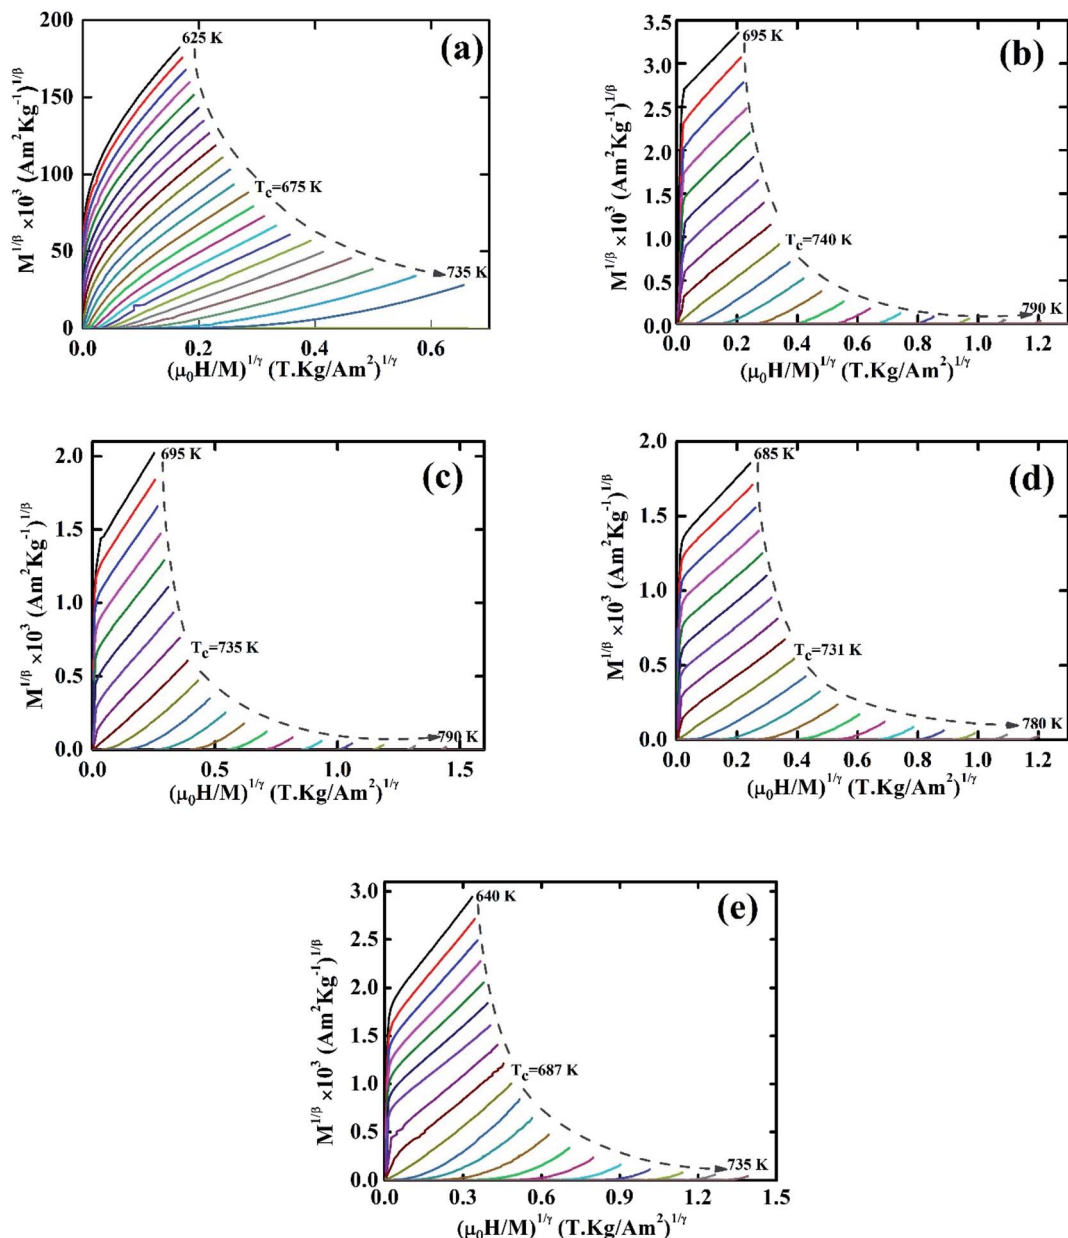 (a)
625 K
T_c=675 K
735 K
200
150
100
50
0
M^{1/β} ×10^3 (Am^2Kg^{-1})^{1/β}
0.0 0.2 0.4 0.6
(μ_0H/M)^{1/γ} (T.Kg/Am^2)^{1/γ}
(b)
695 K
T_c=740 K
790 K
3.5
3.0
2.5
2.0
1.5
1.0
0.5
0.0
M^{1/β} ×10^3 (Am^2Kg^{-1})^{1/β}
0.0 0.2 0.4 0.6 0.8 1.0 1.2
(μ_0H/M)^{1/γ} (T.Kg/Am^2)^{1/γ}
(c)
695 K
T_c=735 K
790 K
2.0
1.5
1.0
0.5
0.0
M^{1/β} ×10^3 (Am^2Kg^{-1})^{1/β}
0.0 0.5 1.0 1.5
(μ_0H/M)^{1/γ} (T.Kg/Am^2)^{1/γ}
(d)
685 K
T_c=731 K
780 K
2.0
1.5
1.0
0.5
0.0
M^{1/β} ×10^3 (Am^2Kg^{-1})^{1/β}
0.0 0.2 0.4 0.6 0.8 1.0 1.2
(μ_0H/M)^{1/γ} (T.Kg/Am^2)^{1/γ}
(e)
640 K
T_c=687 K
735 K
3.0
2.5
2.0
1.5
1.0
0.5
0.0
M^{1/β} ×10^3 (Am^2Kg^{-1})^{1/β}
0.0 0.3 0.6 0.9 1.2 1.5
(μ_0H/M)^{1/γ} (T.Kg/Am^2)^{1/γ}